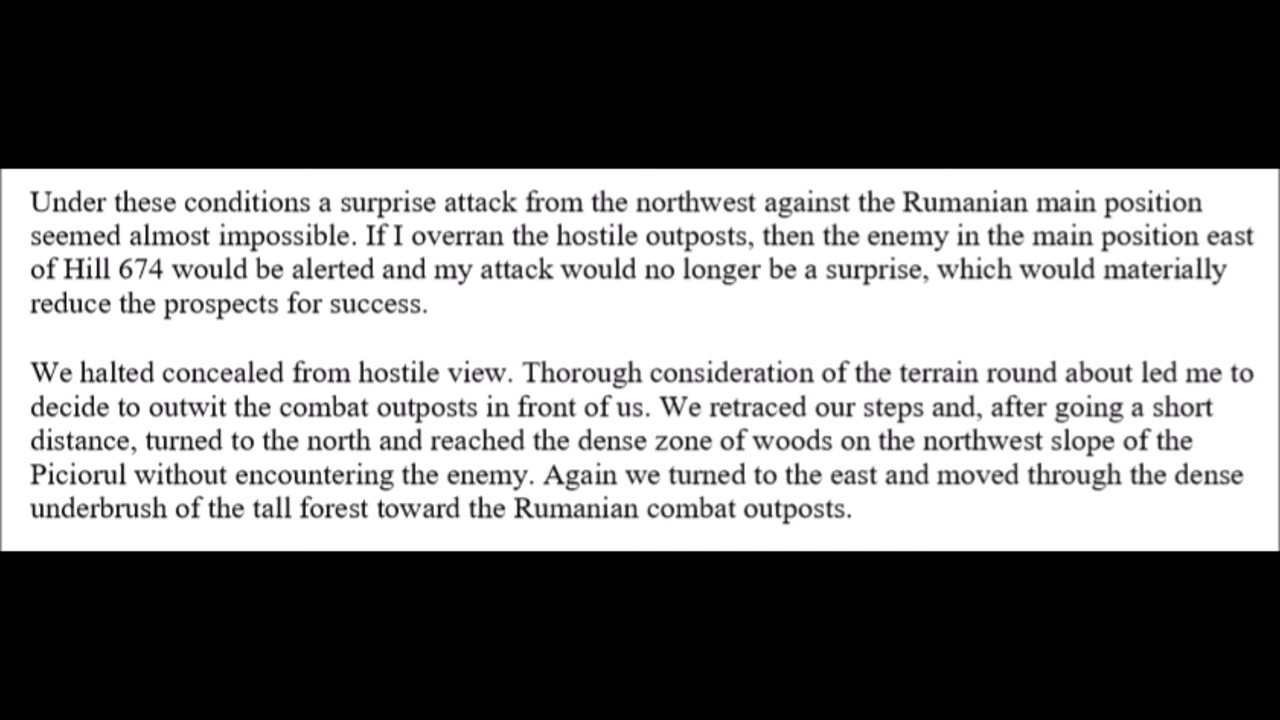 Under these conditions a surprise attack from the northwest against the Rumanian main position
seemed almost impossible. If I overran the hostile outposts, then the enemy in the main position east
of Hill 674 would be alerted and my attack would no longer be a surprise, which would materially
reduce the prospects for success.
We halted concealed from hostile view. Thorough consideration of the terrain round about led me to
decide to outwit the combat outposts in front of us. We retraced our steps and, after going a short
distance, turned to the north and reached the dense zone of woods on the northwest slope of the
Piciorul without encountering the enemy. Again we turned to the east and moved through the dense
underbrush of the tall forest toward the Rumanian combat outposts.